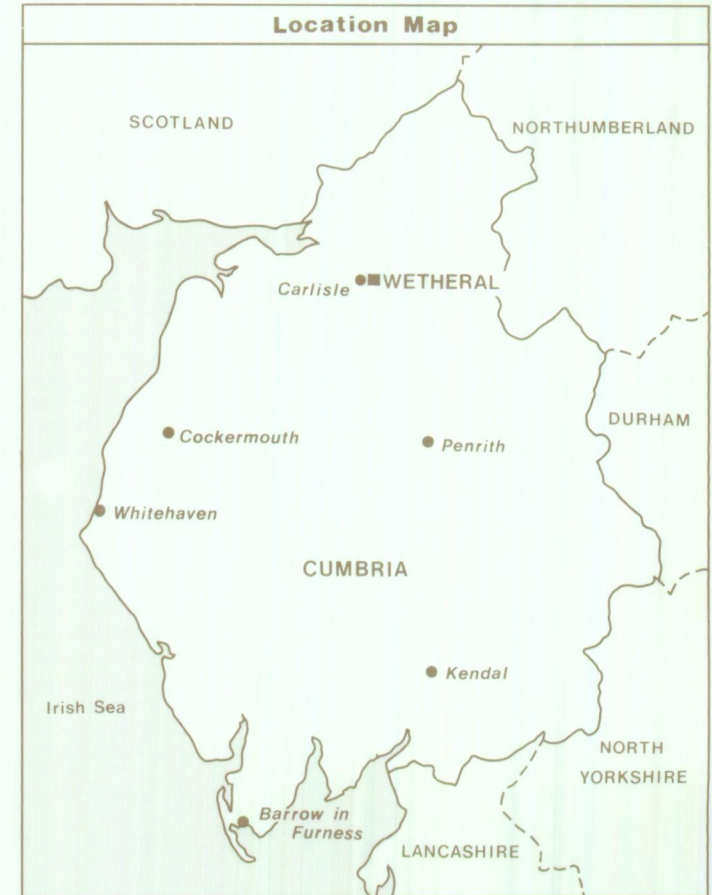 Location Map
SCOTLAND
NORTHUMBERLAND
Carlisle
WETHERAL
DURHAM
Cockermouth
Penrith
Whitehaven
CUMBRIA
Kendal
Irish Sea
NORTH
YORKSHIRE
Barrow in
Furness
LANCASHIRE